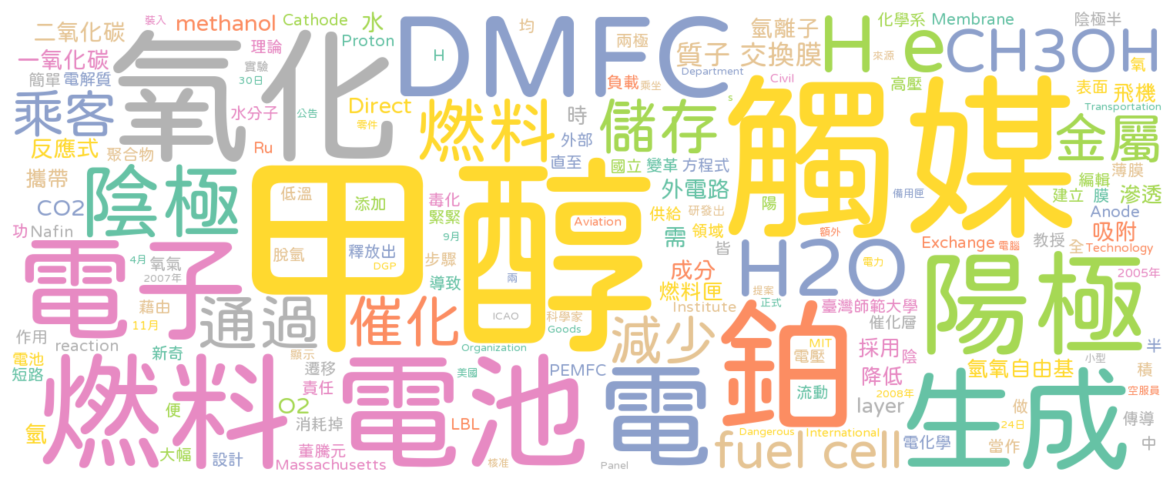 二氧化碳
methanol
Cathode
水
裝入
一氧化碳
理論
Proton
簡單
電解質
實驗
30日
氧化
DMFC
H
均
兩極
質子
交換膜
氫離子
負載
乘坐
Department
Civil
H
e
化學系
Membrane
陰極半
來源
CH3OH
氧
高壓
表面
飛機
Transportation
乘客
水分子
公告
Direct
零件
燃料
時
外部
直至
儲存
觸媒
金屬
反應式
聚合物
Ru
國立
變革
方程式
薄膜
攜帶
陰極
甲醇
低溫
添加
毒化
緊緊
外電路
編輯
建立
膜
滲透
CO2
脫氫
釋放出
9月
Aviation
供給
研發出
領域
陽
備用匣
Anode
功
Nafin
DGP
步驟
兩
需
皆
額外
Exchange
電腦
吸附
教授
全
Technology
電子
4月
氧氣
2007年
導致
成分
H2O
電力
陽極
2005年
藉由
通過
催化
ICAO
科學家
燃料匣
提案
正式
11月
Goods
Institute
臺灣師範大學
作用
reaction
減少
鉑
催化層
MIT
電壓
採用
陰
半
電池
短路
新奇
顯示
Organization
遷移
美國
PEMFC
氫氧自由基
小型
積
燃料
電池
電
責任
流動
降低
2008年
空服員
便
O2
消耗掉
LBL
layer
生成
做
傳導
氫
大幅
設計
董騰元
Massachusetts
核准
Panel
fuel cell
Dangerous
International
24日
電化學
當作
中
s